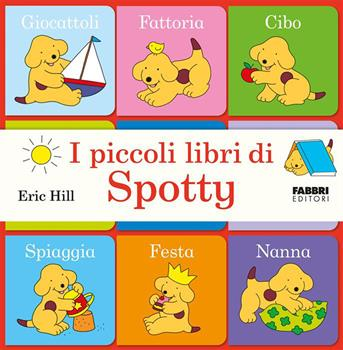 Giocattoli
Fattoria
Cibo
I piccoli libri di
Spotty
Eric Hill
FABBRI
EDITORI
Spiaggia
Festa
Nanna